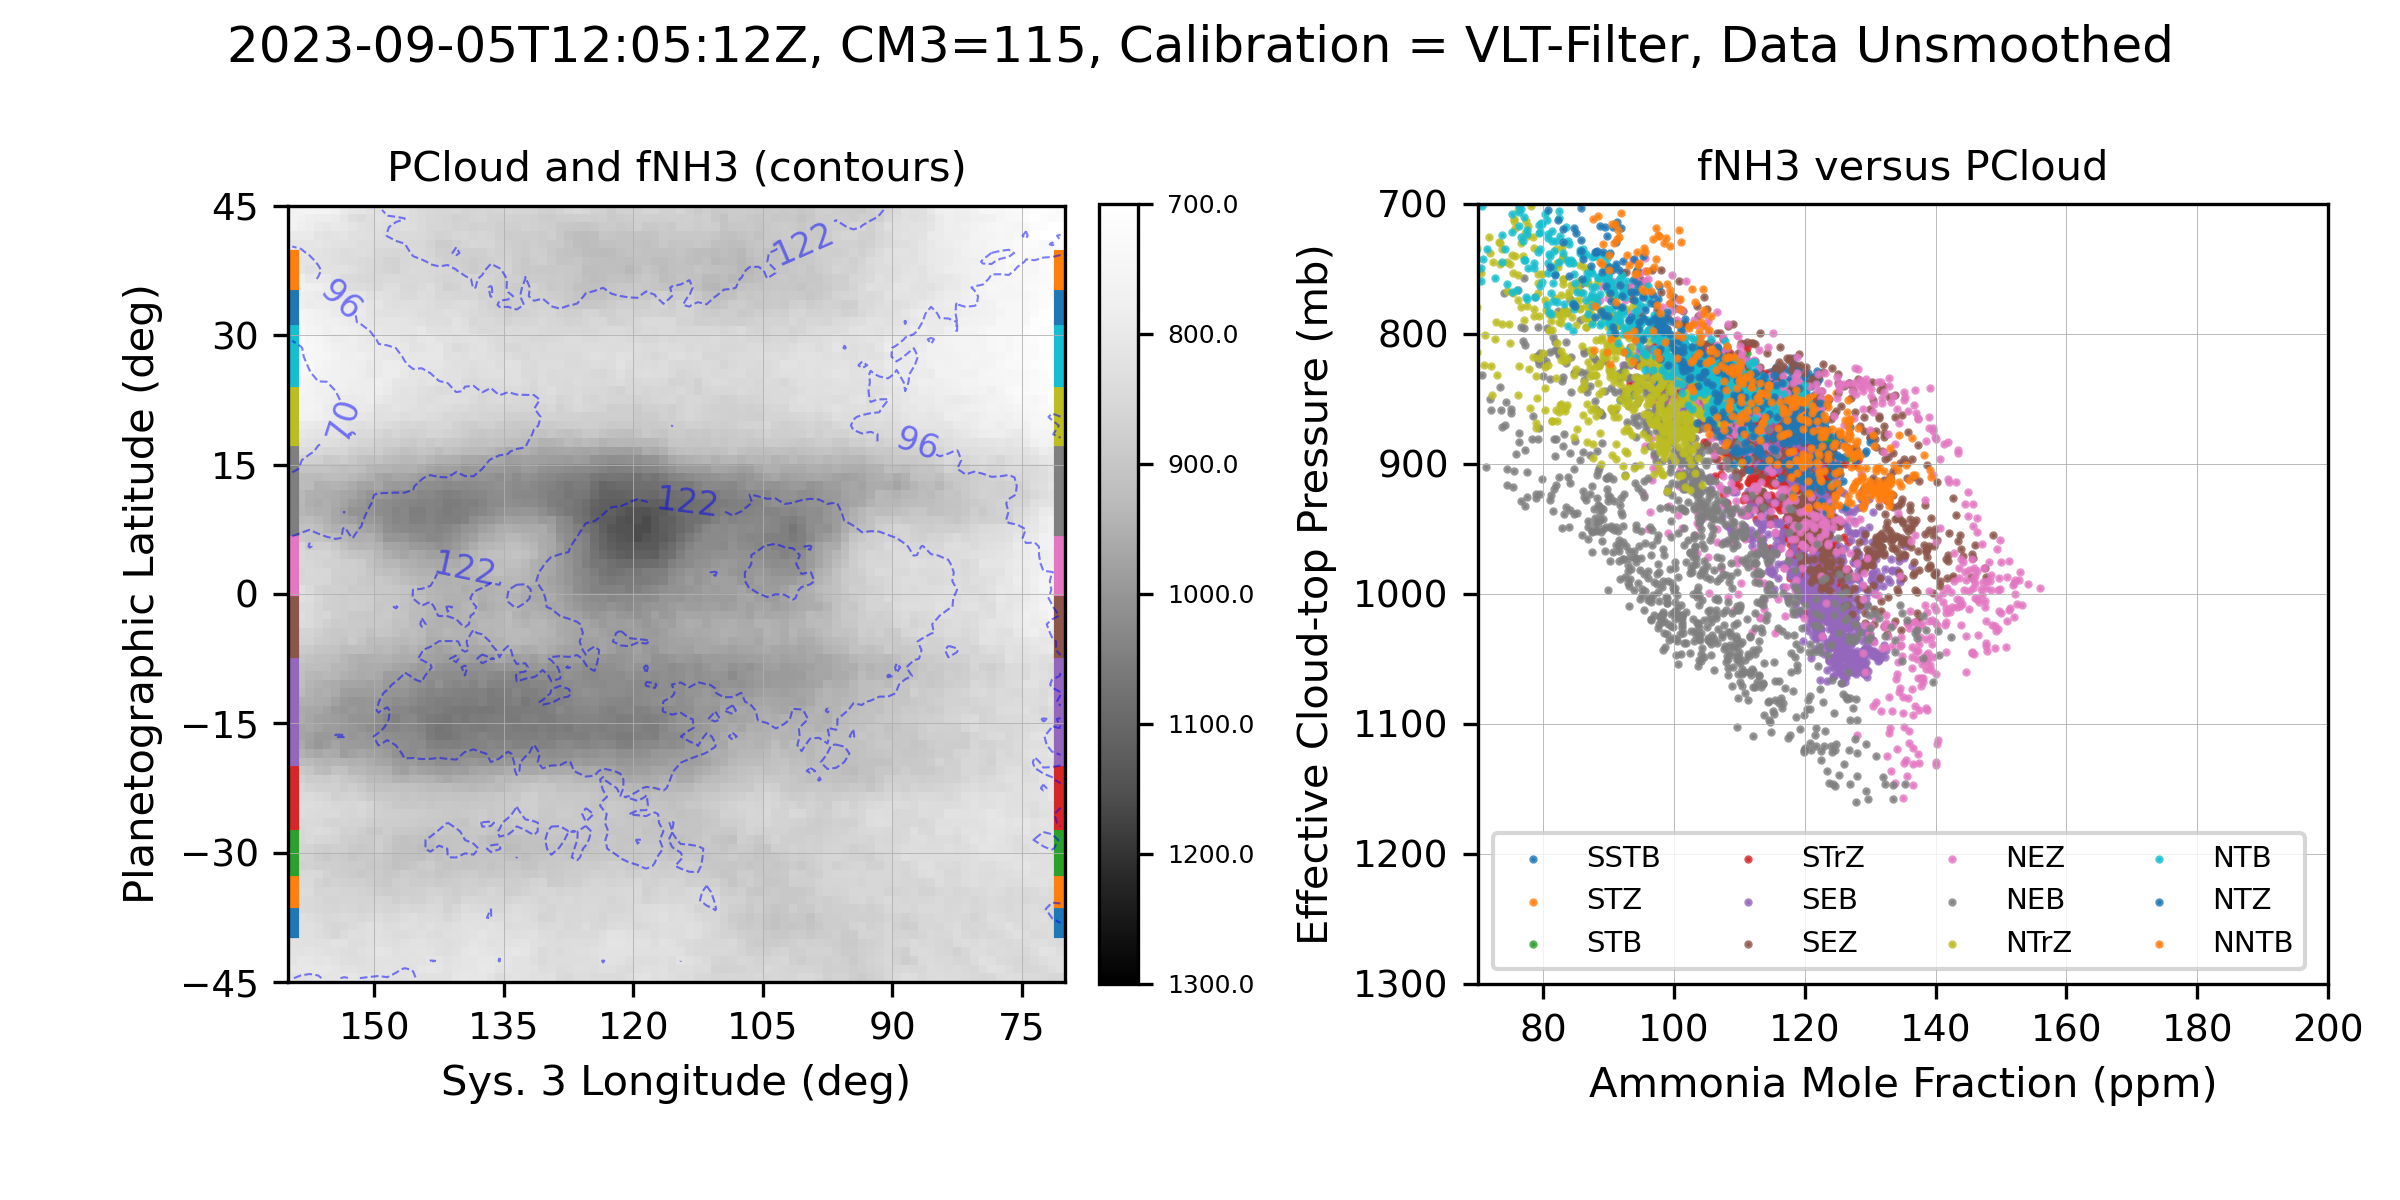 2023-09-05T12:05:12Z, CM3=115, Calibration = VLT-Filter, Data Unsmoothed
PCloud and fNH3 (contours)
Planetographic Latitude (deg)
45
30
15
0
−15
−30
−45
150
135
120
105
90
75
Sys. 3 Longitude (deg)
122
96
70
96
122
122
700.0
800.0
900.0
1000.0
1100.0
1200.0
1300.0
fNH3 versus PCloud
Effective Cloud-top Pressure (mb)
700
800
900
1000
1100
1200
1300
SSTB
STZ
STB
STrZ
SEB
SEZ
NEZ
NEB
NTrZ
NTB
NTZ
NNTB
80
100
120
140
160
180
200
Ammonia Mole Fraction (ppm)